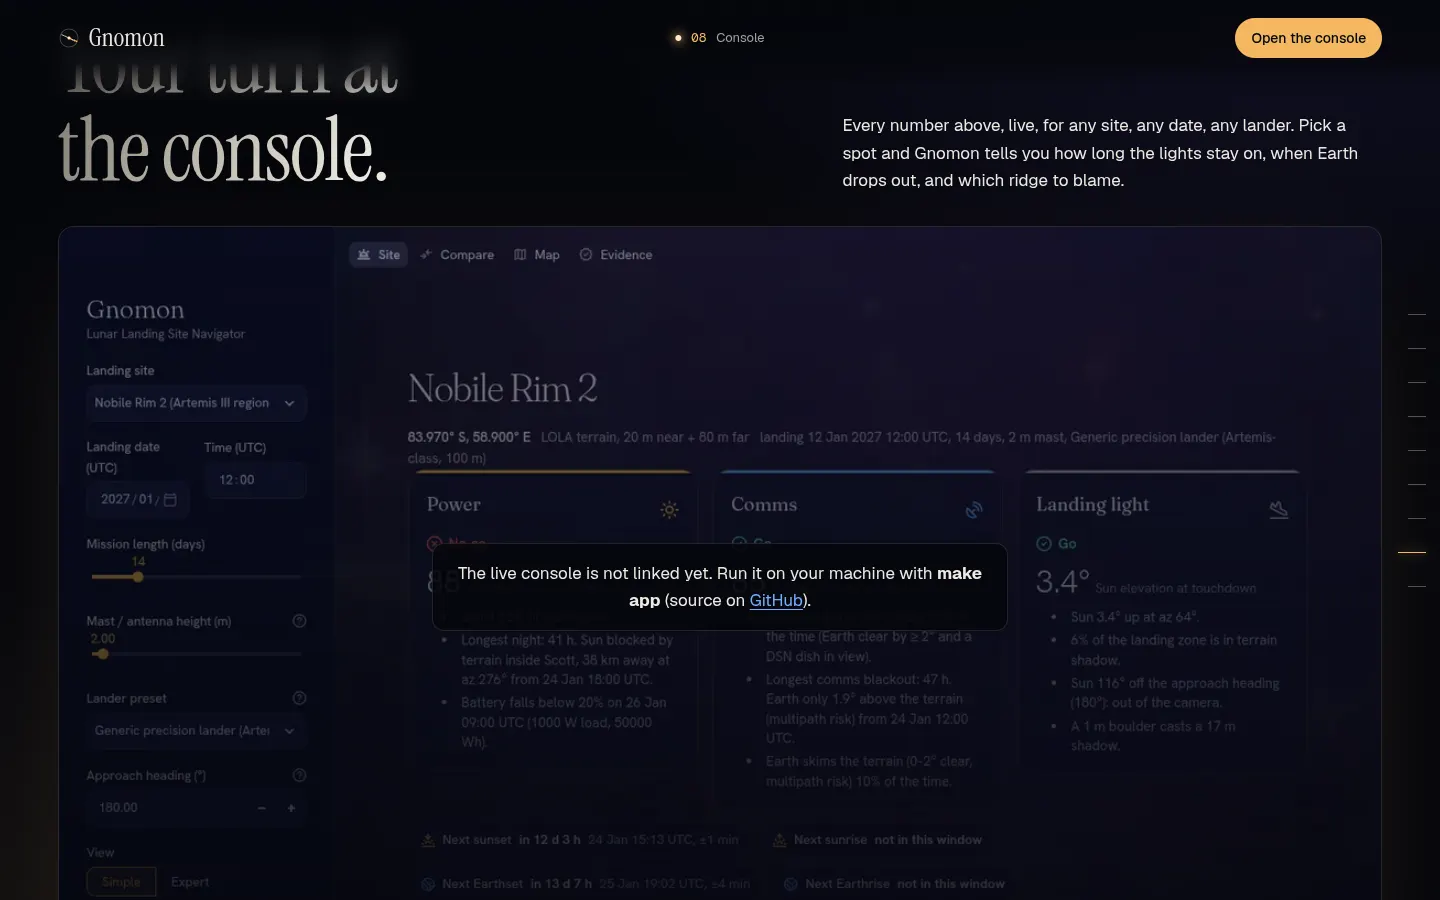 Gnomon
08 Console
Open the console
Your turn at
the console.
Every number above, live, for any site, any date, any lander. Pick a
spot and Gnomon tells you how long the lights stay on, when Earth
drops out, and which ridge to blame.
Site
Compare
Map
Evidence
Gnomon
Lunar Landing Site Navigator
Landing site
Nobile Rim 2 (Artemis III region
Landing date
(UTC)
Time (UTC)
2027/01/
12:00
Mission length (days)
14
Mast / antenna height (m)
2.00
Lander preset
Generic precision lander (Arte
Approach heading (°)
180.00
View
Simple
Expert
Nobile Rim 2
83.970° S, 58.900° E LOLA terrain, 20 m near + 80 m far landing 12 Jan 2027 12:00 UTC, 14 days, 2 m mast, Generic precision lander (Artemis-
class, 100 m)
Power
The live console is not linked yet. Run it on your machine with make
app (source on GitHub).
Longest night: 41 h. Sun blocked by
terrain inside Scott, 38 km away at
az 276° from 24 Jan 18:00 UTC.
Battery falls below 20% on 26 Jan
09:00 UTC (1000 W load, 50000
Wh).
Comms
the time (Earth clear by ≥ 2° and a
DSN dish in view).
Longest comms blackout: 47 h.
Earth only 1.9° above the terrain
(multipath risk) from 24 Jan 12:00
UTC.
Earth skims the terrain (0-2° clear,
multipath risk) 10% of the time.
Landing light
Go
3.4° Sun elevation at touchdown
Sun 3.4° up at az 64°.
6% of the landing zone is in terrain
shadow.
Sun 116° off the approach heading
(180°): out of the camera.
A 1 m boulder casts a 17 m
shadow.
Next sunset in 12 d 3 h 24 Jan 15:13 UTC, ±1 min
Next sunrise not in this window
Next Earthset in 13 d 7 h 25 Jan 19:02 UTC, ±4 min
Next Earthrise not in this window